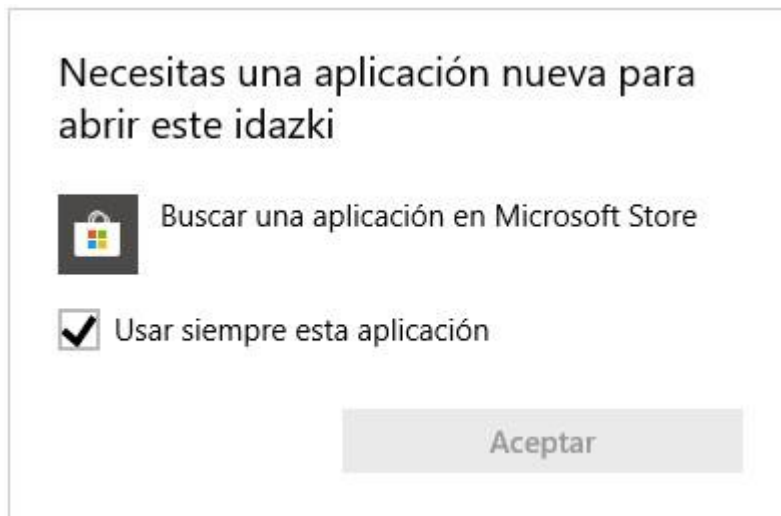 Necesitas una aplicación nueva para
abrir este idazki
Buscar una aplicación en Microsoft Store
Usar siempre esta aplicación
Aceptar